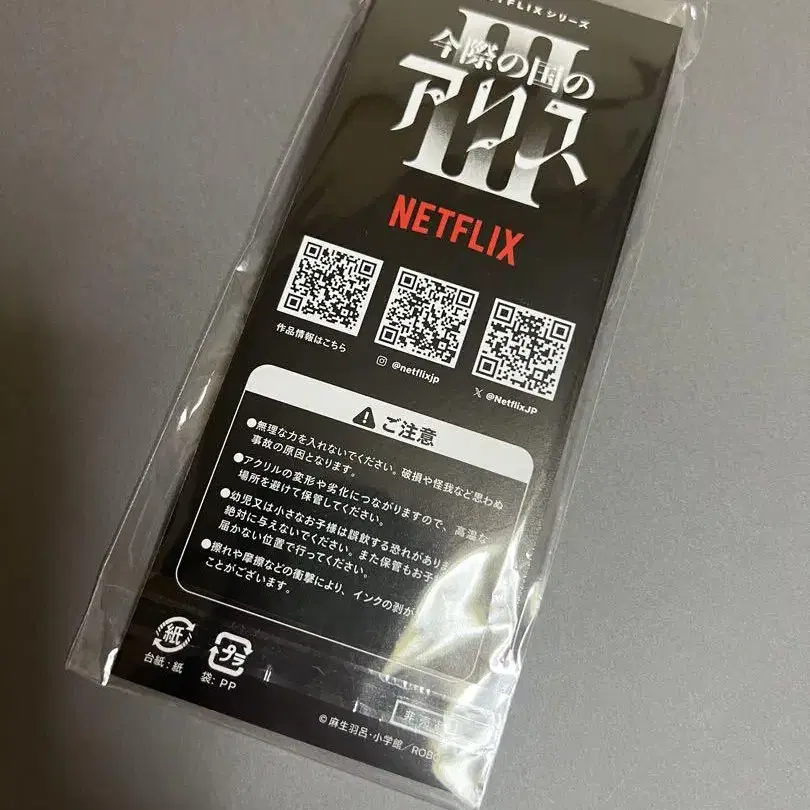 NETFLIXシリーズ
今際の国の
アリス
III
NETFLIX
作品情報はこちら
@netflixjp
@NetflixJP
ご注意
●無理な力を入れないでください。破損や怪我など思わぬ
事故の原因となります。
●アクリルの変形や劣化につながりますので、高温な
場所を避けて保管してください。
●幼児又は小さなお子様は誤飲する恐れがありま
絶対に与えないでください。また保管もお子
届かない位置で行ってください。
●擦れや摩擦などの衝撃により、インクの剥が
ことがございます。
紙
プラ
台紙:紙
袋:PP
非売
©麻生羽呂・小学館/ROBO